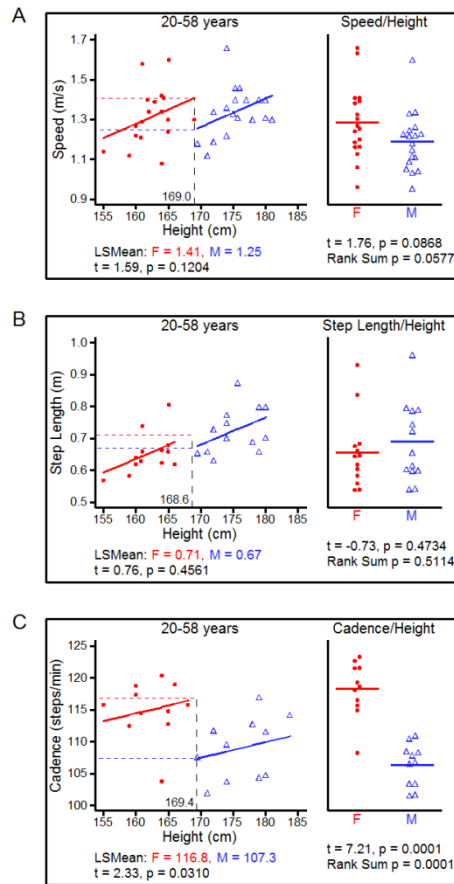 A
20-58 years
Speed/Height
Speed (m/s)
1.7
1.5
1.3
1.1
0.9
169.0
155 160 165 170 175 180 185
Height (cm)
F M
LSMean: F = 1.41, M = 1.25
t = 1.59, p = 0.1204
t = 1.76, p = 0.0868
Rank Sum p = 0.0577
B
20-58 years
Step Length/Height
Step Length (m)
1.0
0.9
0.8
0.7
0.6
0.5
168.6
155 160 165 170 175 180 185
Height (cm)
F M
LSMean: F = 0.71, M = 0.67
t = 0.76, p = 0.4561
t = -0.73, p = 0.4734
Rank Sum p = 0.5114
C
20-58 years
Cadence/Height
Cadence (steps/min)
125
120
115
110
105
100
169.4
155 160 165 170 175 180 185
Height (cm)
F M
LSMean: F = 116.8, M = 107.3
t = 2.33, p = 0.0310
t = 7.21, p = 0.0001
Rank Sum p = 0.0001